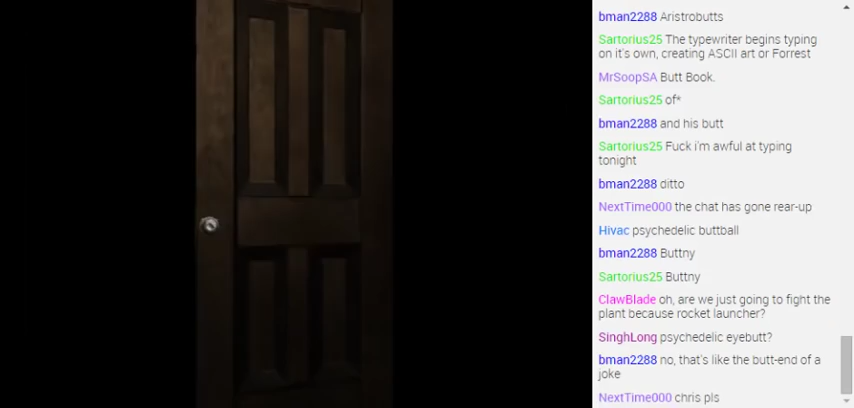 bman2288 Aristrobutts
Sartorius25 The typewriter begins typing
on it's own, creating ASCII art or Forrest
MrSoopSA Butt Book.
Sartorius25 of*
bman2288 and his butt
Sartorius25 Fuck i'm awful at typing
tonight
bman2288 ditto
NextTime000 the chat has gone rear-up
Hivac psychedelic buttball
bman2288 Buttny
Sartorius25 Buttny
ClawBlade oh, are we just going to fight the
plant because rocket launcher?
SinghLong psychedelic eyebutt?
bman2288 no, that's like the butt-end of a
joke
NextTime000 chris pls